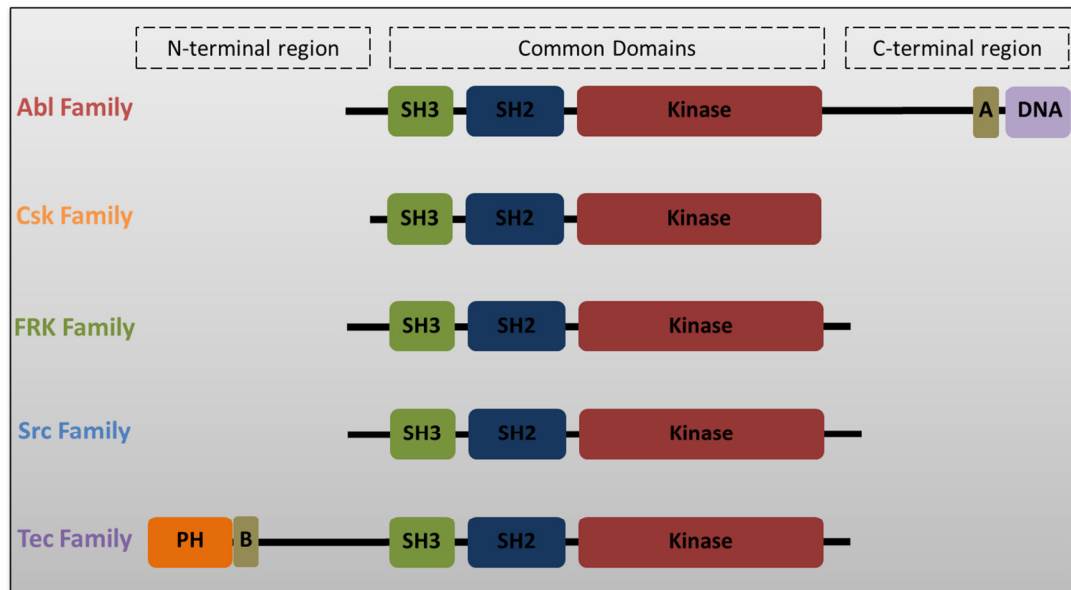 N-terminal region Common Domains C-terminal region
Abl Family SH3 SH2 Kinase A DNA
Csk Family SH3 SH2 Kinase
FRK Family SH3 SH2 Kinase
Src Family SH3 SH2 Kinase
Tec Family PH B SH3 SH2 Kinase